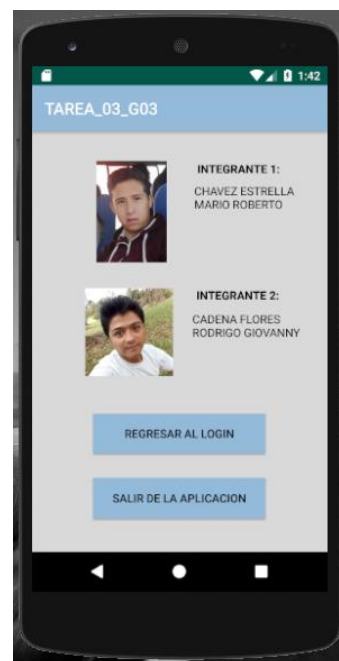 1:42
TAREA_03_G03
INTEGRANTE 1:
CHAVEZ ESTRELLA
MARIO ROBERTO
INTEGRANTE 2:
CADENA FLORES
RODRIGO GIOVANNY
REGRESAR AL LOGIN
SALIR DE LA APLICACION